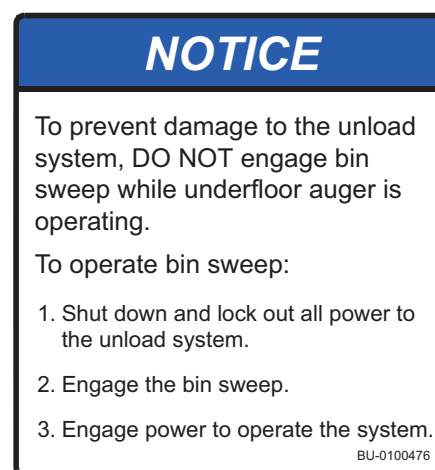 NOTICE
To prevent damage to the unload
system, DO NOT engage bin
sweep while underfloor auger is
operating.
To operate bin sweep:
1. Shut down and lock out all power to
the unload system.
2. Engage the bin sweep.
3. Engage power to operate the system.
BU-0100476